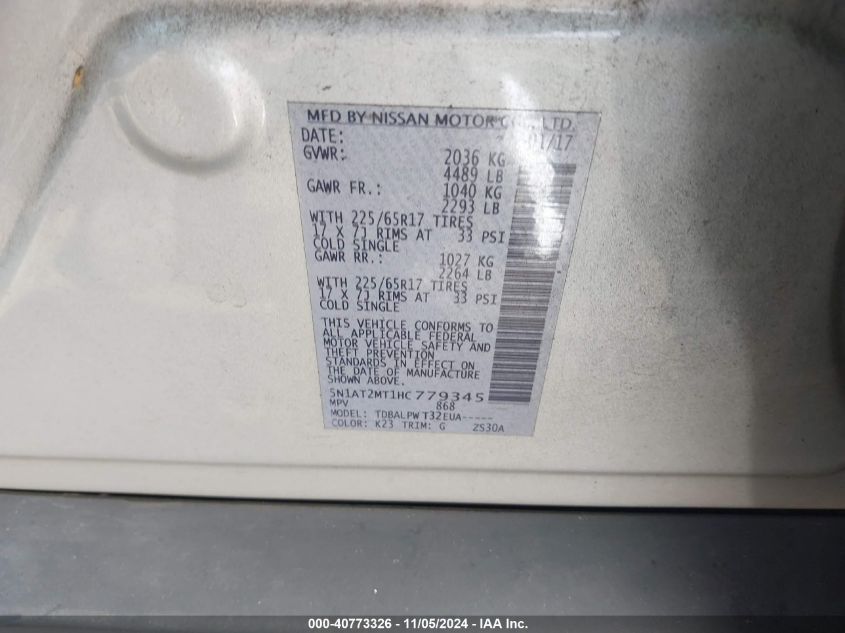 MFD BY NISSAN MOTOR CO., LTD.
DATE: 01/17
GVWR: 2036 KG
4489 LB
GAWR FR.: 1040 KG
2293 LB
WITH 225/65R17 TIRES
17 X 7J RIMS AT 33 PSI
COLD SINGLE
GAWR RR.: 1027 KG
2264 LB
WITH 225/65R17 TIRES
17 X 7J RIMS AT 33 PSI
COLD SINGLE
THIS VEHICLE CONFORMS TO
ALL APPLICABLE FEDERAL
MOTOR VEHICLE SAFETY AND
THEFT PREVENTION
STANDARDS IN EFFECT ON
THE DATE OF MANUFACTURE
SHOWN ABOVE.
5N1AT2MT1HC779345
MPV 868
MODEL: TDBALPW T32EUA-----
COLOR: K23 TRIM: G ZS30A
000-40773326 - 11/05/2024 - IAA Inc.